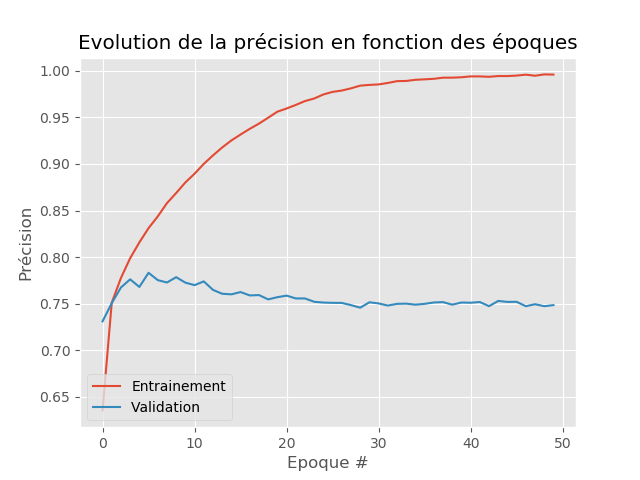 Evolution de la précision en fonction des époques
1.00
0.95
0.90
0.85
0.80
0.75
0.70
0.65
Précision
Entrainement
Validation
0 10 20 30 40 50
Epoque #